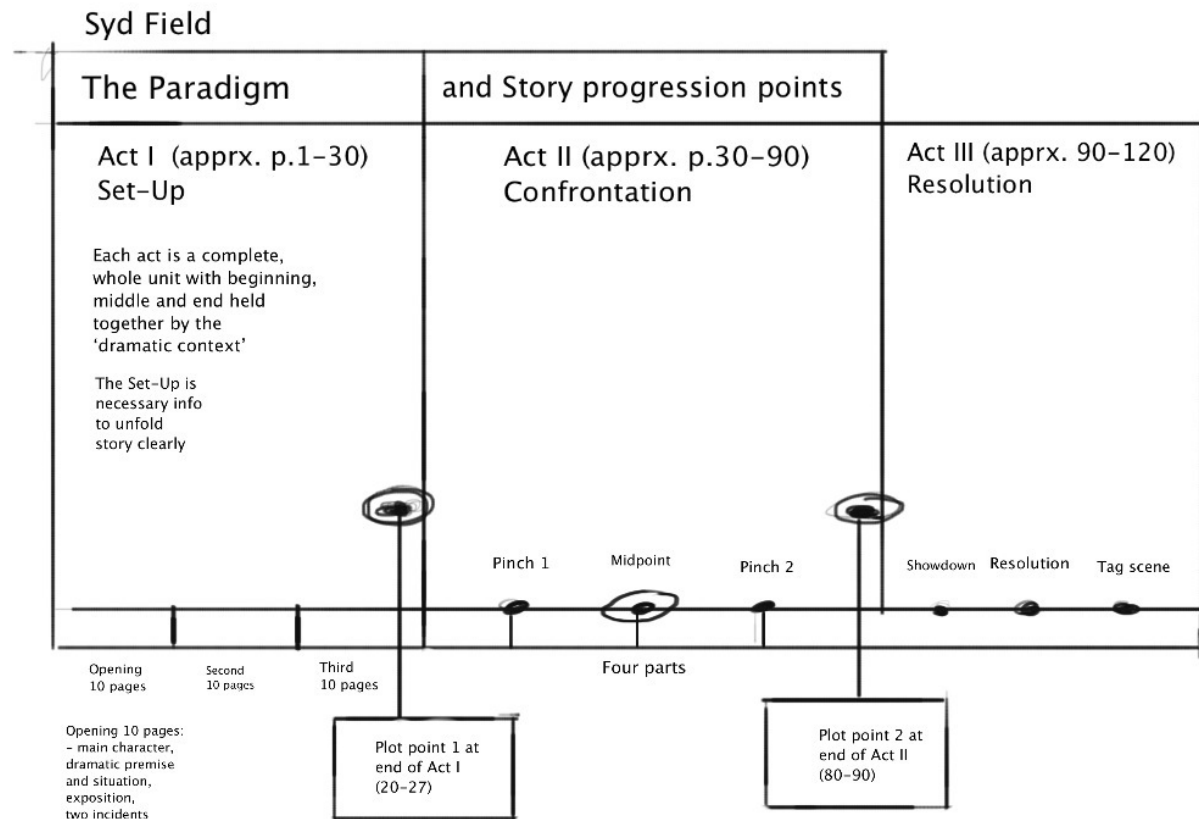 Syd Field
The Paradigm
and Story progression points
Act I (apprx. p.1-30)
Set-Up
Act II (apprx. p.30-90)
Confrontation
Act III (apprx. 90-120)
Resolution
Each act is a complete,
whole unit with beginning,
middle and end held
together by the
‘dramatic context’
The Set-Up is
necessary info
to unfold
story clearly
Pinch 1
Midpoint
Pinch 2
Showdown
Resolution
Tag scene
Opening
10 pages
Second
10 pages
Third
10 pages
Four parts
Opening 10 pages:
- main character,
dramatic premise
and situation,
exposition,
two incidents
Plot point 1 at
end of Act I
(20-27)
Plot point 2 at
end of Act II
(80-90)